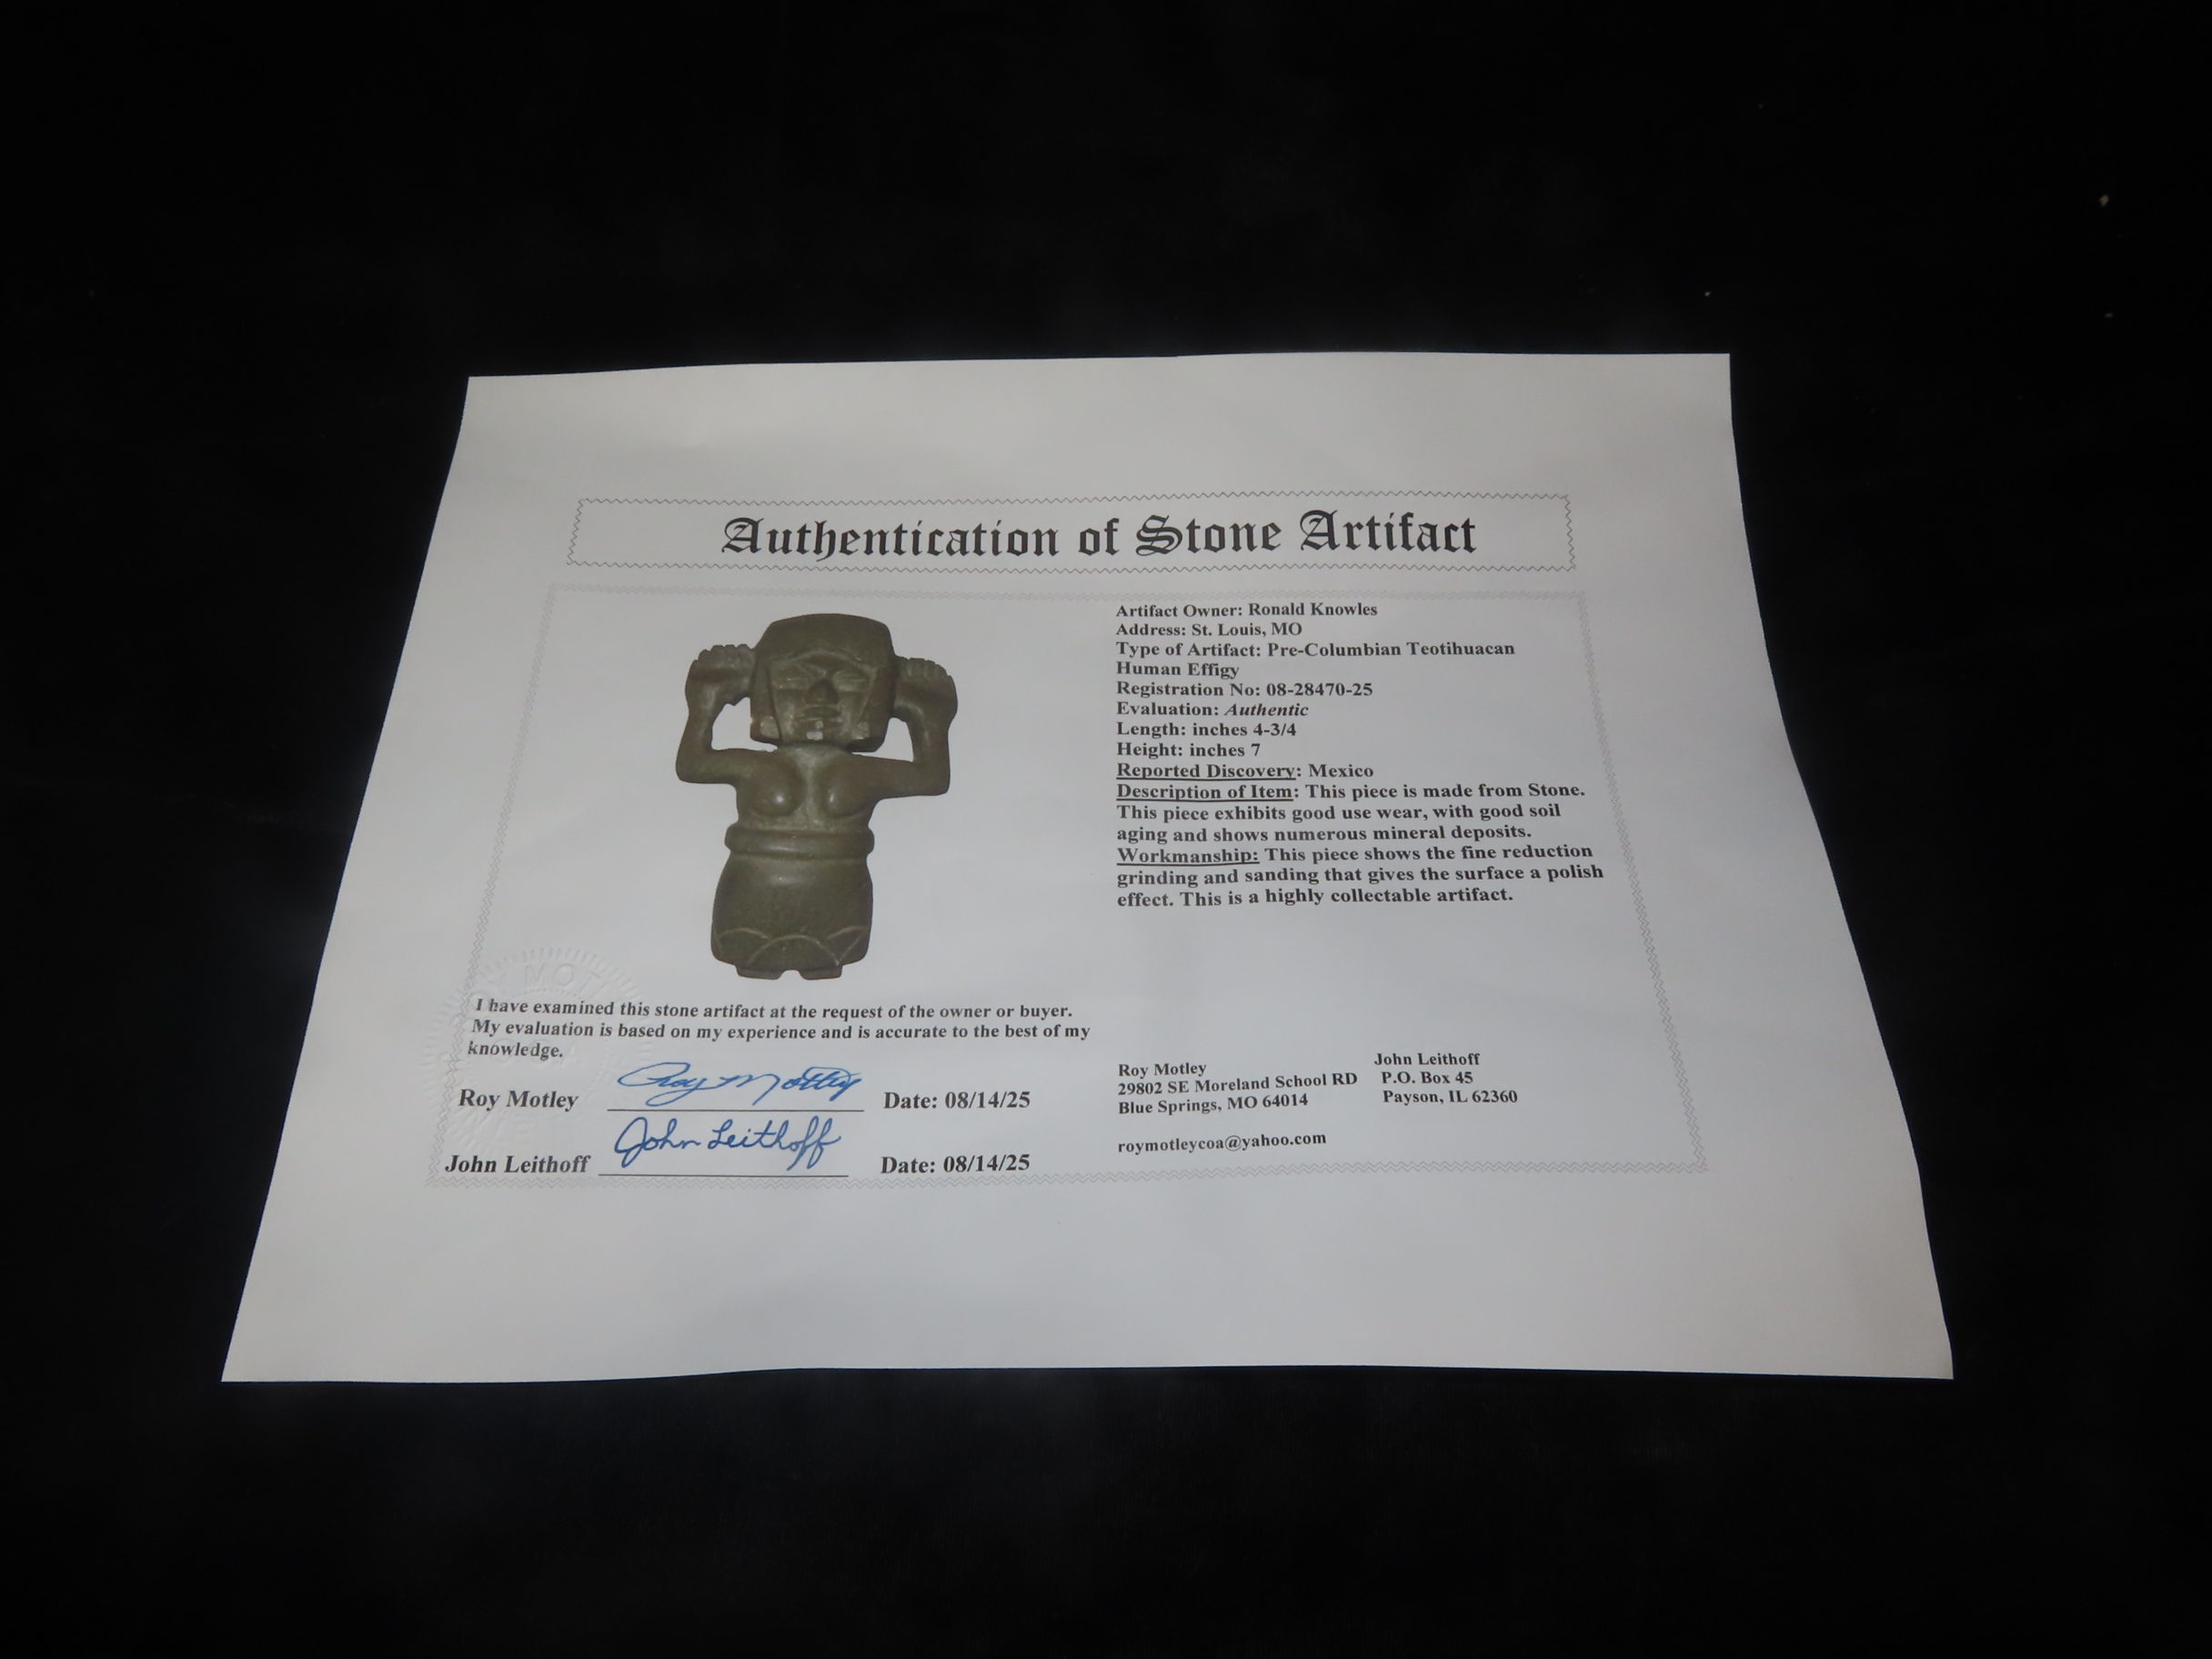 Authentication of Stone Artifact
Artifact Owner: Ronald Knowles
Address: St. Louis, MO
Type of Artifact: Pre-Columbian Teotihuacan
Human Effigy
Registration No: 08-28470-25
Evaluation: Authentic
Length: inches 4-3/4
Height: inches 7
Reported Discovery: Mexico
Description of Item: This piece is made from Stone.
This piece exhibits good use wear, with good soil
aging and shows numerous mineral deposits.
Workmanship: This piece shows the fine reduction
grinding and sanding that gives the surface a polish
effect. This is a highly collectable artifact.
I have examined this stone artifact at the request of the owner or buyer.
My evaluation is based on my experience and is accurate to the best of my
knowledge.
Roy Motley Roy Motley Date: 08/14/25
John Leithoff John Leithoff Date: 08/14/25
Roy Motley
29802 SE Moreland School RD
Blue Springs, MO 64014
roymotleycoa@yahoo.com
John Leithoff
P.O. Box 45
Payson, IL 62360